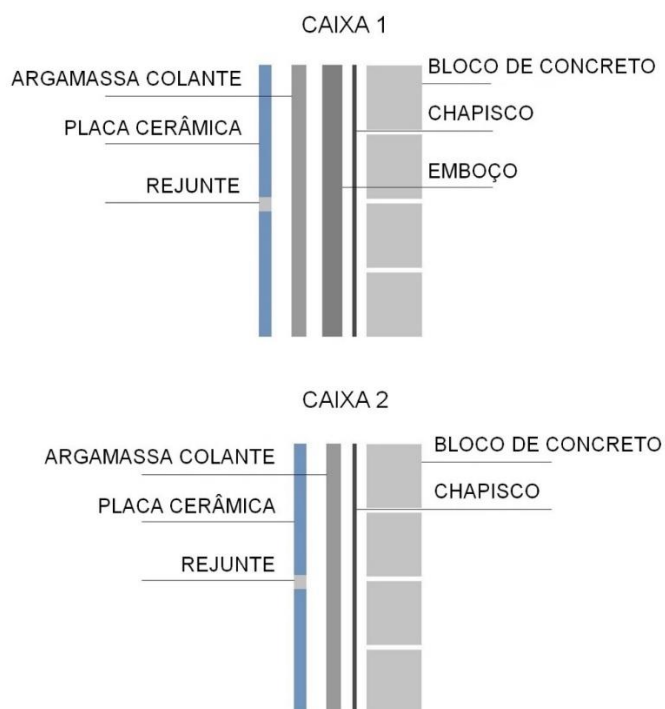 CAIXA 1
ARGAMASSA COLANTE
PLACA CERÂMICA
REJUNTE
BLOCO DE CONCRETO
CHAPISCO
EMBOÇO
CAIXA 2
ARGAMASSA COLANTE
PLACA CERÂMICA
REJUNTE
BLOCO DE CONCRETO
CHAPISCO